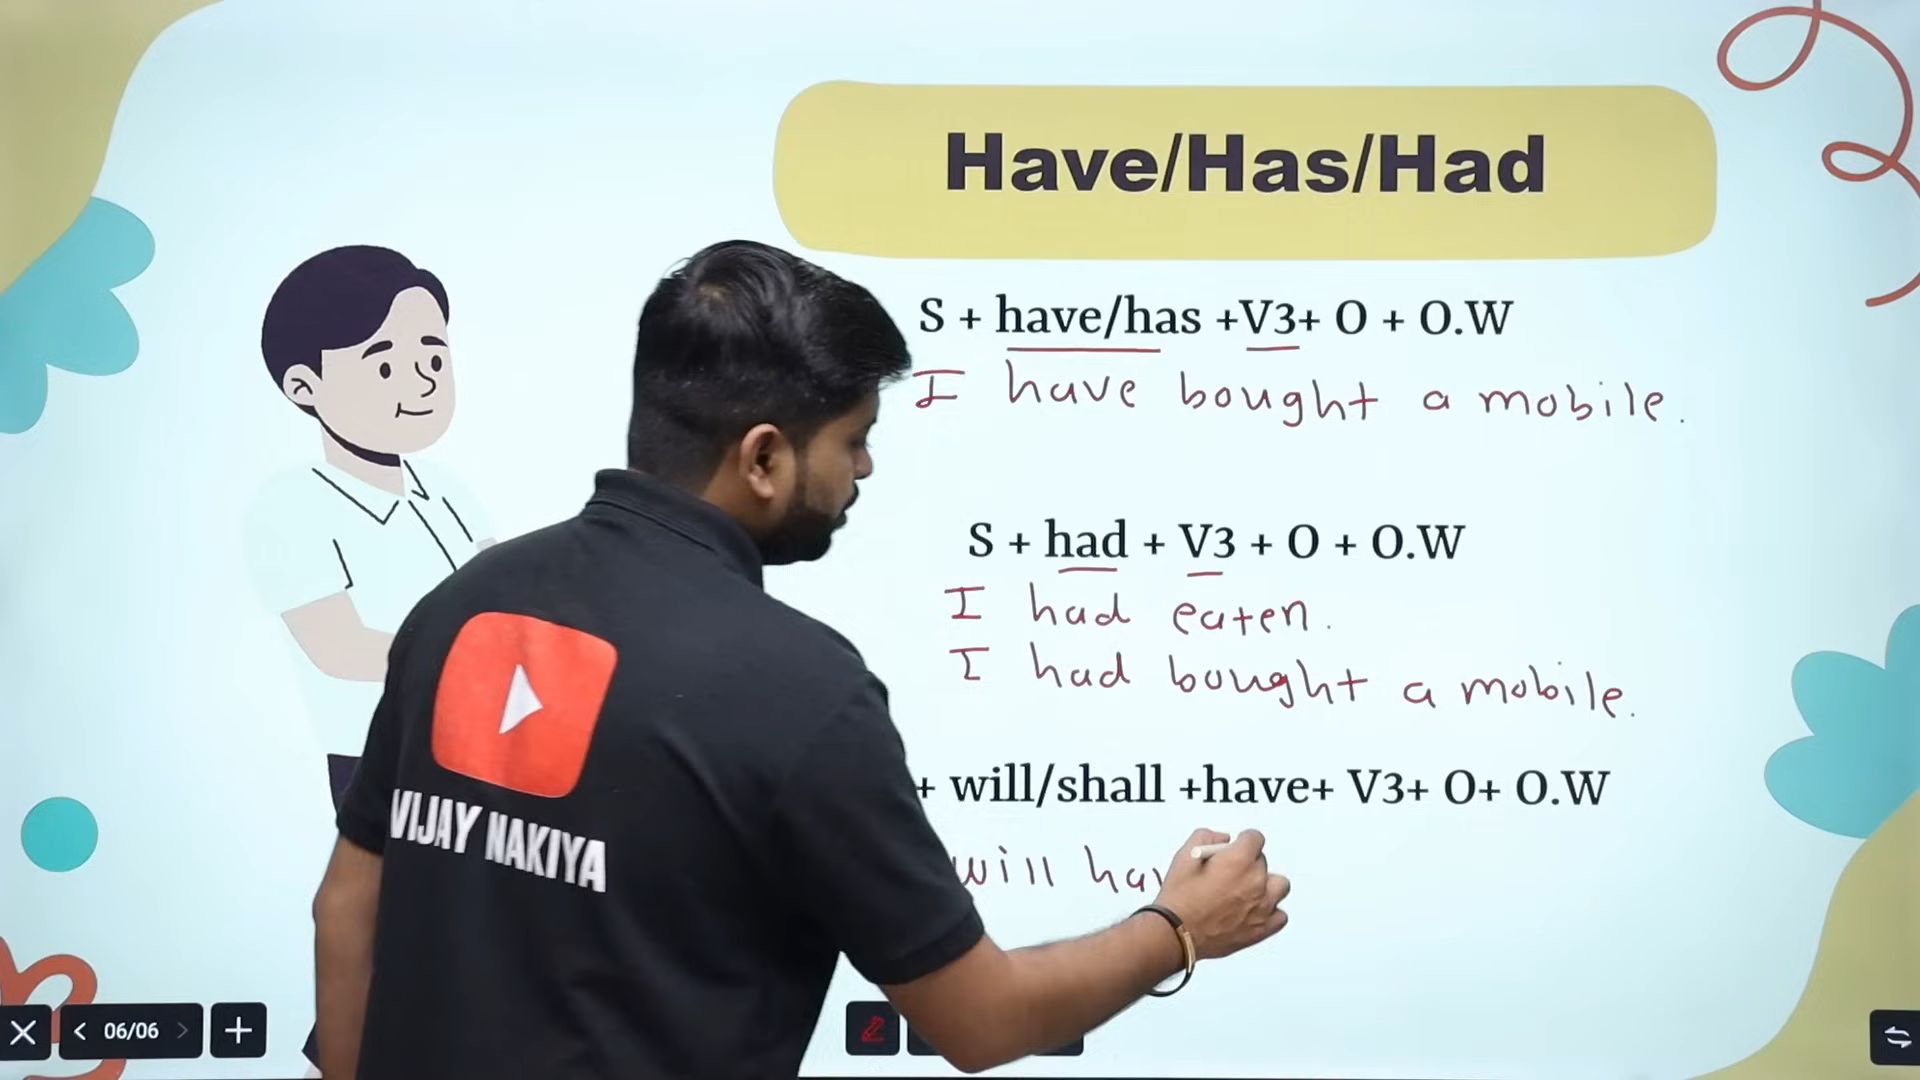 Have/Has/Had
S + have/has +V3+ O + O.W
I have bought a mobile.
S + had + V3 + O + O.W
I had eaten.
I had bought a mobile.
+ will/shall +have+ V3+ O+ O.W
will hav
VIJAY NAKIYA
06/06